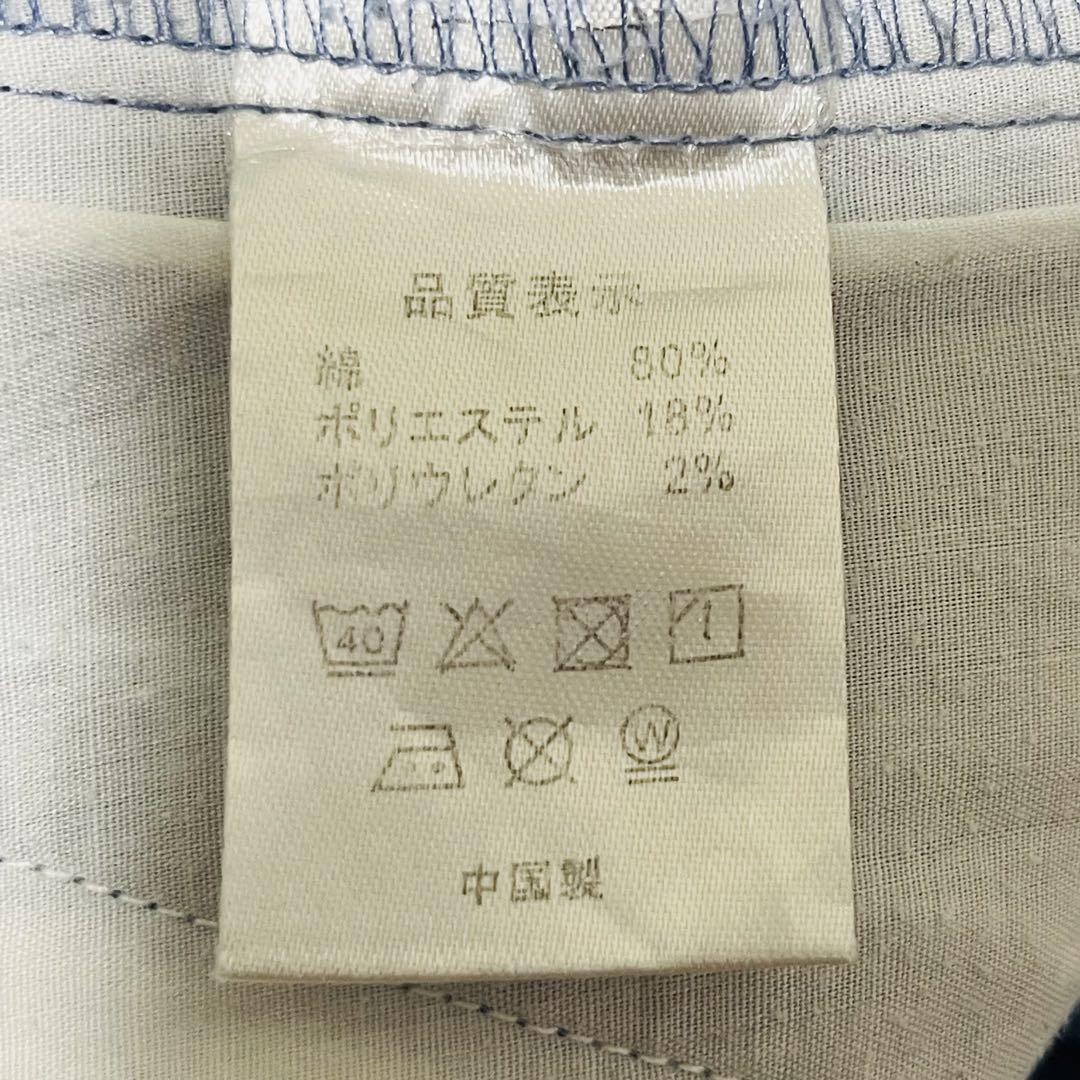 品質表示
綿 80%
ポリエステル 18%
ポリウレタン 2%
40
W
中国製